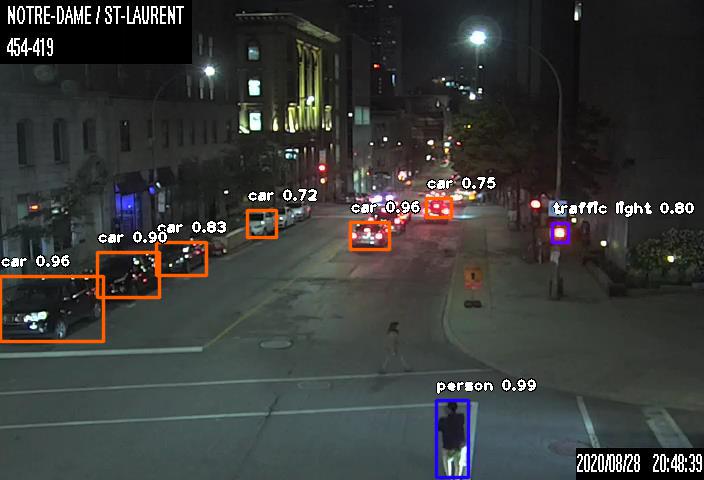 NOTRE-DAME / ST-LAURENT
454-419
car 0.72
car 0.75
car 0.96
traffic light 0.80
car 0.83
car 0.90
car 0.96
person 0.99
2020/08/28 20:48:39